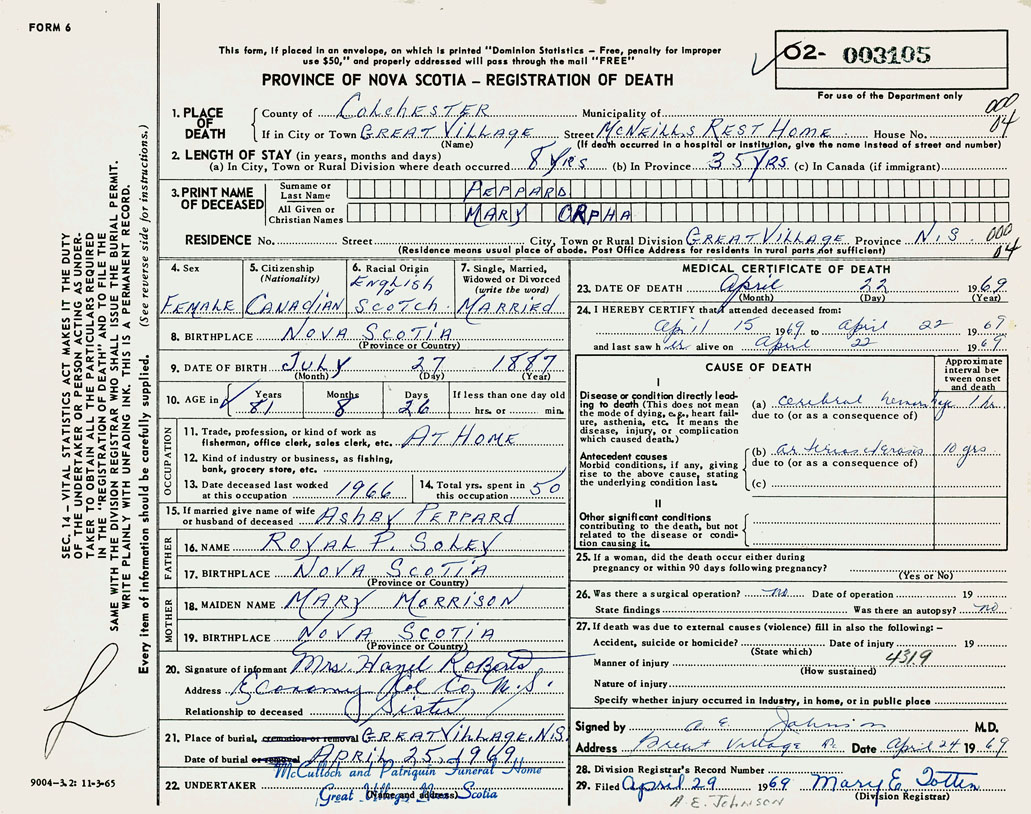 FORM 6
This form, if placed in an envelope, on which is printed "Dominion Statistics – Free, penalty for improper
use $50," and properly addressed will pass through the mail "FREE"
PROVINCE OF NOVA SCOTIA – REGISTRATION OF DEATH
02- 003105
For use of the Department only
1. PLACE OF DEATH County of COLCHESTER Municipality of
000
04
If in City or Town GREAT VILLAGE Street MCNEILLS REST HOME House No.
(Name) (If death occurred in a hospital or institution, give the name instead of street and number)
2. LENGTH OF STAY (in years, months and days)
(a) In City, Town or Rural Division where death occurred 8 YRS (b) In Province 35 YRS. (c) In Canada (if immigrant)
3. PRINT NAME OF DECEASED
Surname or Last Name PEPPARD
All Given or Christian Names MARY ORPHA
RESIDENCE No. Street City, Town or Rural Division GREAT VILLAGE Province N.S.
000
04
(Residence means usual place of abode. Post Office Address for residents in rural parts not sufficient)
4. Sex
FEMALE
5. Citizenship
(Nationality)
CANADIAN
6. Racial Origin
ENGLISH
SCOTCH
7. Single, Married,
Widowed or Divorced
(write the word)
MARRIED
8. BIRTHPLACE NOVA SCOTIA
(Province or Country)
9. DATE OF BIRTH JULY 27 1887
(Month) (Day) (Year)
10. AGE in Years Months Days If less than one day old
81 8 26 hrs. or min.
OCCUPATION
11. Trade, profession, or kind of work as
fisherman, office clerk, sales clerk, etc. AT HOME
12. Kind of industry or business, as fishing,
bank, grocery store, etc.
13. Date deceased last worked
at this occupation 1966
14. Total yrs. spent in
this occupation 50
15. If married give name of wife
or husband of deceased ASHBY PEPPARD
FATHER
16. NAME ROYAL P. SOLEY
17. BIRTHPLACE NOVA SCOTIA
(Province or Country)
MOTHER
18. MAIDEN NAME MARY MORRISON
19. BIRTHPLACE NOVA SCOTIA
(Province or Country)
20. Signature of informant Mrs. Hazel Roberts
Address Economy Col Co, N.S.
Relationship to deceased Sister
21. Place of burial, cremation or removal GREAT VILLAGE, N.S.
Date of burial or removal APRIL 25, 1969
22. UNDERTAKER McCulloch and Patriquin Funeral Home
Great Village Nova Scotia
(Name and address)
MEDICAL CERTIFICATE OF DEATH
23. DATE OF DEATH April 22 1969
(Month) (Day) (Year)
24. I HEREBY CERTIFY that I attended deceased from:
April 15 1969 to April 22 1969
and last saw her alive on April 22 1969
CAUSE OF DEATH
Approximate
interval be-
tween onset
and death
I
Disease or condition directly lead-
ing to death (This does not mean
the mode of dying, e.g., heart fail-
ure, asthenia, etc. It means the
disease, injury, or complication
which caused death.)
(a) cerebral hemorrhage 1 hr.
due to (or as a consequence of)
Antecedent causes
Morbid conditions, if any, giving
rise to the above cause, stating
the underlying condition last.
(b) arteriosclerosis 10 yrs
due to (or as a consequence of)
(c)
II
Other significant conditions
contributing to the death, but not
related to the disease or condi-
tion causing it.
25. If a woman, did the death occur either during
pregnancy or within 90 days following pregnancy?
(Yes or No)
26. Was there a surgical operation? no Date of operation 19
State findings Was there an autopsy? no
27. If death was due to external causes (violence) fill in also the following: –
Accident, suicide or homicide? Date of injury 19
(State which)
4319
Manner of injury
(How sustained)
Nature of injury
Specify whether injury occurred in industry, in home, or in public place
Signed by A. E. Johnson M.D.
Address Great Village Date April 24 1969
28. Division Registrar's Record Number
29. Filed April 29 1969 Mary E Totten
(Division Registrar)
A.E. JOHNSON
SEC. 14 – VITAL STATISTICS ACT MAKES IT THE DUTY
OF THE UNDERTAKER OR PERSON ACTING AS UNDER-
TAKER TO OBTAIN ALL THE PARTICULARS REQUIRED
IN THE "REGISTRATION OF DEATH" AND TO FILE THE
SAME WITH THE DIVISION REGISTRAR WHO SHALL ISSUE THE BURIAL PERMIT.
WRITE PLAINLY WITH UNFADING INK. THIS IS A PERMANENT RECORD.
Every item of information should be carefully supplied. (See reverse side for instructions.)
9004-3.2: 11-3-65